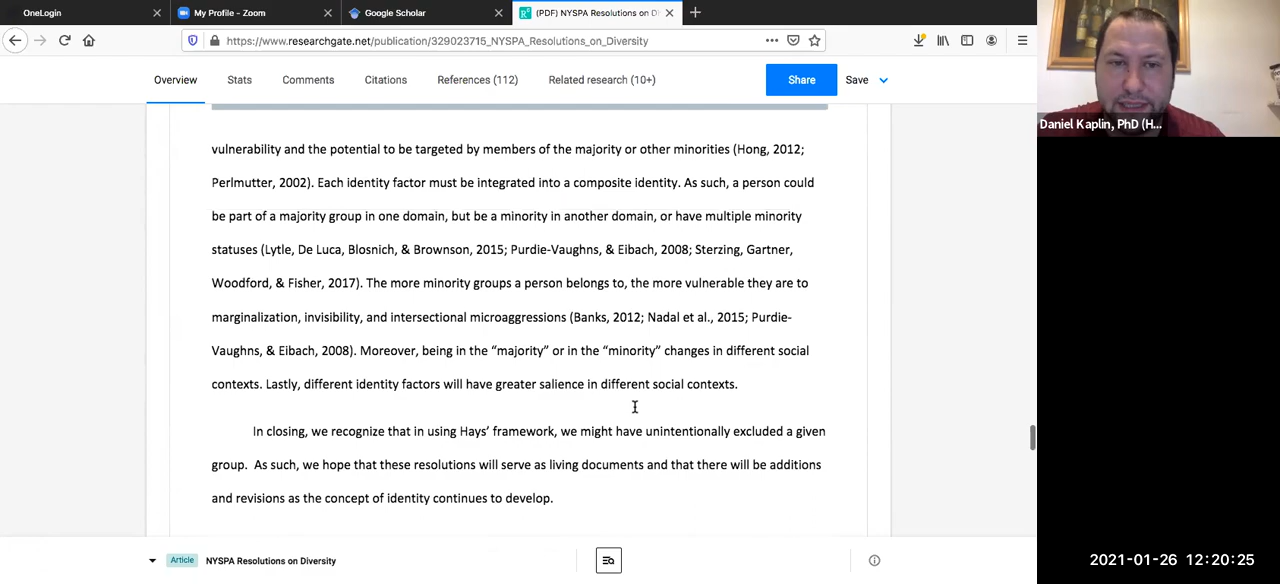 OneLogin
My Profile - Zoom
Google Scholar
(PDF) NYSPA Resolutions on Di
https://www.researchgate.net/publication/329023715_NYSPA_Resolutions_on_Diversity
Overview
Stats
Comments
Citations
References (112)
Related research (10+)
Share
Save
vulnerability and the potential to be targeted by members of the majority or other minorities (Hong, 2012;
Perlmutter, 2002). Each identity factor must be integrated into a composite identity. As such, a person could
be part of a majority group in one domain, but be a minority in another domain, or have multiple minority
statuses (Lytle, De Luca, Blosnich, & Brownson, 2015; Purdie-Vaughns, & Eibach, 2008; Sterzing, Gartner,
Woodford, & Fisher, 2017). The more minority groups a person belongs to, the more vulnerable they are to
marginalization, invisibility, and intersectional microaggressions (Banks, 2012; Nadal et al., 2015; Purdie-
Vaughns, & Eibach, 2008). Moreover, being in the “majority” or in the “minority” changes in different social
contexts. Lastly, different identity factors will have greater salience in different social contexts.
In closing, we recognize that in using Hays’ framework, we might have unintentionally excluded a given
group. As such, we hope that these resolutions will serve as living documents and that there will be additions
and revisions as the concept of identity continues to develop.
Article
NYSPA Resolutions on Diversity
Daniel Kaplin, PhD (H...
2021-01-26 12:20:25